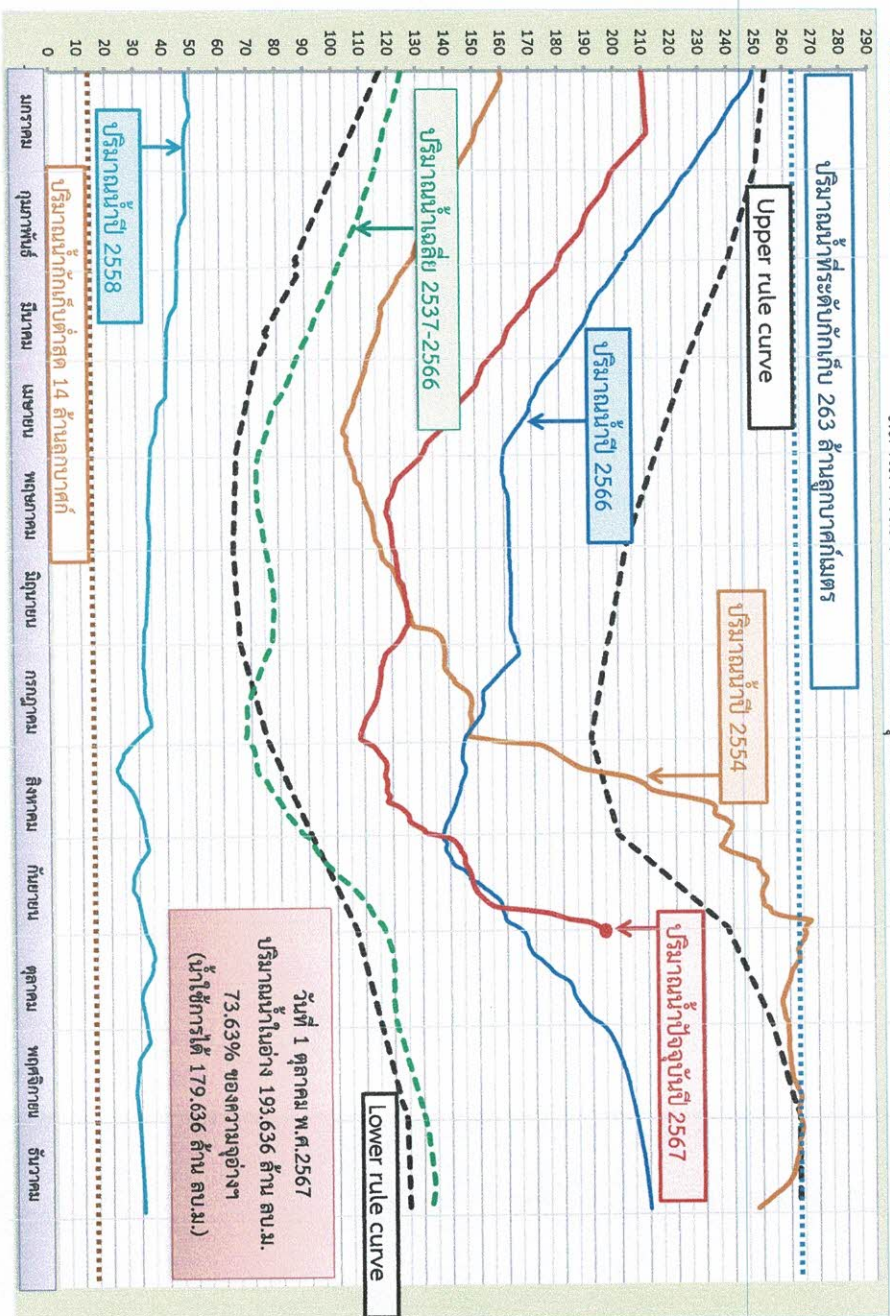 ปริมาณน้ำที่ระดับกักเก็บ 263 ล้านลูกบาศก์เมตร
Upper rule curve
ปริมาณน้ำปี 2566
ปริมาณน้ำปี 2554
ปริมาณน้ำเฉลี่ย 2537-2566
ปริมาณน้ำปัจจุบันปี 2567
ปริมาณน้ำปี 2558
ปริมาณน้ำกักเก็บต่ำสุด 14 ล้านลูกบาศก์
Lower rule curve
วันที่ 1 ตุลาคม พ.ศ.2567
ปริมาณน้ำในอ่าง 193.636 ล้าน ลบ.ม.
73.63% ของความจุอ่างฯ
(น้ำใช้การได้ 179.636 ล้าน ลบ.ม.)
290
280
270
260
250
240
230
220
210
200
190
180
170
160
150
140
130
120
110
100
90
80
70
60
50
40
30
20
10
0
มกราคม
กุมภาพันธ์
มีนาคม
เมษายน
พฤษภาคม
มิถุนายน
กรกฎาคม
สิงหาคม
กันยายน
ตุลาคม
พฤศจิกายน
ธันวาคม